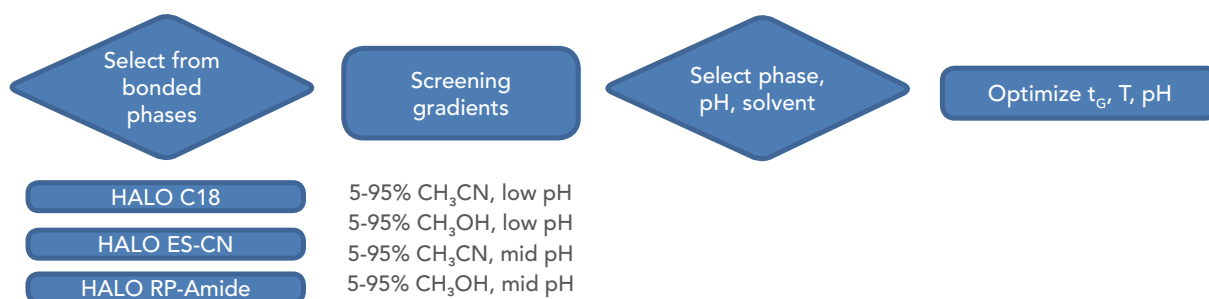 Select from
bonded
phases
Screening
gradients
Select phase,
pH, solvent
Optimize t_G, T, pH
HALO C18
HALO ES-CN
HALO RP-Amide
5-95% CH₃CN, low pH
5-95% CH₃OH, low pH
5-95% CH₃CN, mid pH
5-95% CH₃OH, mid pH